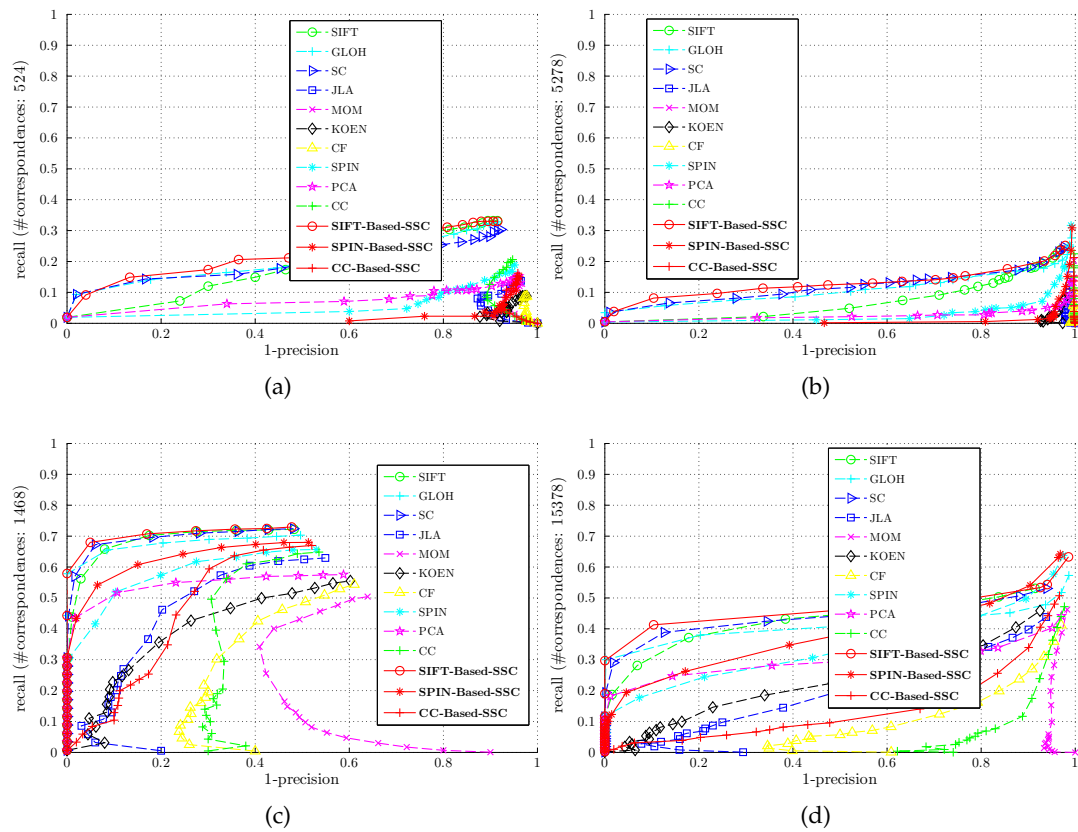 1
0.9
0.8
0.7
0.6
0.5
0.4
0.3
0.2
0.1
0
0 0.2 0.4 0.6 0.8 1
recall (#correspondences: 524)
1-precision
SIFT
GLOH
SC
JLA
MOM
KOEN
CF
SPIN
PCA
CC
SIFT-Based-SSC
SPIN-Based-SSC
CC-Based-SSC
(a)
1
0.9
0.8
0.7
0.6
0.5
0.4
0.3
0.2
0.1
0
0 0.2 0.4 0.6 0.8 1
recall (#correspondences: 5278)
1-precision
SIFT
GLOH
SC
JLA
MOM
KOEN
CF
SPIN
PCA
CC
SIFT-Based-SSC
SPIN-Based-SSC
CC-Based-SSC
(b)
1
0.9
0.8
0.7
0.6
0.5
0.4
0.3
0.2
0.1
0
0 0.2 0.4 0.6 0.8 1
recall (#correspondences: 1468)
1-precision
SIFT
GLOH
SC
JLA
MOM
KOEN
CF
SPIN
PCA
CC
SIFT-Based-SSC
SPIN-Based-SSC
CC-Based-SSC
(c)
1
0.9
0.8
0.7
0.6
0.5
0.4
0.3
0.2
0.1
0
0 0.2 0.4 0.6 0.8 1
recall (#correspondences: 15378)
1-precision
SIFT
GLOH
SC
JLA
MOM
KOEN
CF
SPIN
PCA
CC
SIFT-Based-SSC
SPIN-Based-SSC
CC-Based-SSC
(d)